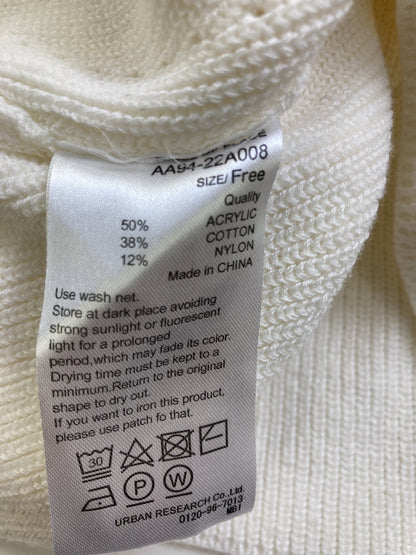 AA94-22A008
SIZE/Free
Quality
50% ACRYLIC
38% COTTON
12% NYLON
Made in CHINA
Use wash net.
Store at dark place avoiding
strong sunlight or fluorescent
light for a prolonged
period,which may fade its color.
Drying time must be kept to a
minimum.Return to the original
shape to dry out.
If you want to iron this product,
please use patch fo that.
30
P W
URBAN RESEARCH Co.,Ltd.
0120-96-7013
MBI